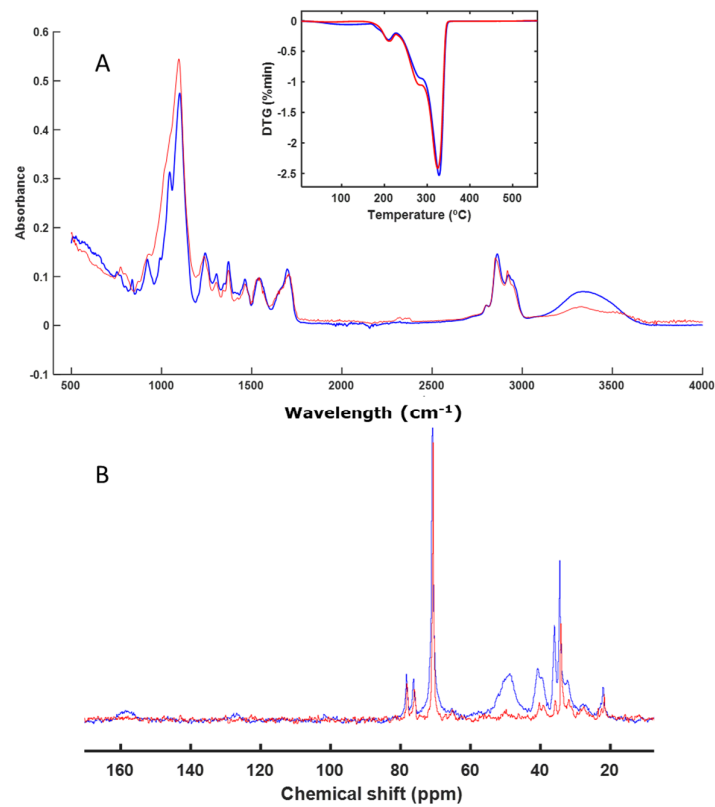 A
Absorbance
0.6
0.5
0.4
0.3
0.2
0.1
0
-0.1
500 1000 1500 2000 2500 3000 3500 4000
Wavelength (cm⁻¹)
DTG (%min)
0
-0.5
-1
-1.5
-2
-2.5
100 200 300 400 500
Temperature (ºC)
B
160 140 120 100 80 60 40 20
Chemical shift (ppm)